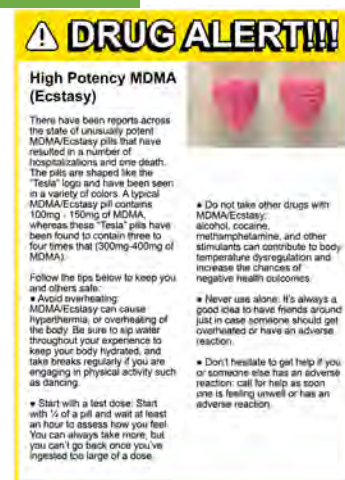 DRUG ALERT!!!
High Potency MDMA
(Ecstasy)
There have been reports across
the state of unusually potent
MDMA/Ecstasy pills that have
resulted in a number of
hospitalizations and one death.
The pills are shaped like the
"Tesla" logo and have been seen
in a variety of colors. A typical
MDMA/Ecstasy pill contains
100mg - 150mg of MDMA,
whereas these "Tesla" pills have
been found to contain three to
four times that (300mg-400mg of
MDMA).
Follow the tips below to keep you
and others safe:
● Avoid overheating:
MDMA/Ecstasy can cause
hyperthermia, or overheating of
the body. Be sure to sip water
throughout your experience to
keep your body hydrated, and
take breaks regularly if you are
engaging in physical activity such
as dancing.
● Start with a test dose: Start
with ¼ of a pill and wait at least
an hour to assess how you feel.
You can always take more, but
you can't go back once you've
ingested too large of a dose.
● Do not take other drugs with
MDMA/Ecstasy:
alcohol, cocaine,
methamphetamine, and other
stimulants can contribute to body
temperature dysregulation and
increase the chances of
negative health outcomes.
● Never use alone: It's always a
good idea to have friends around
just in case someone should get
overheated or have an adverse
reaction.
● Don't hesitate to get help if you
or someone else has an adverse
reaction: call for help as soon
one is feeling unwell or has an
adverse reaction.